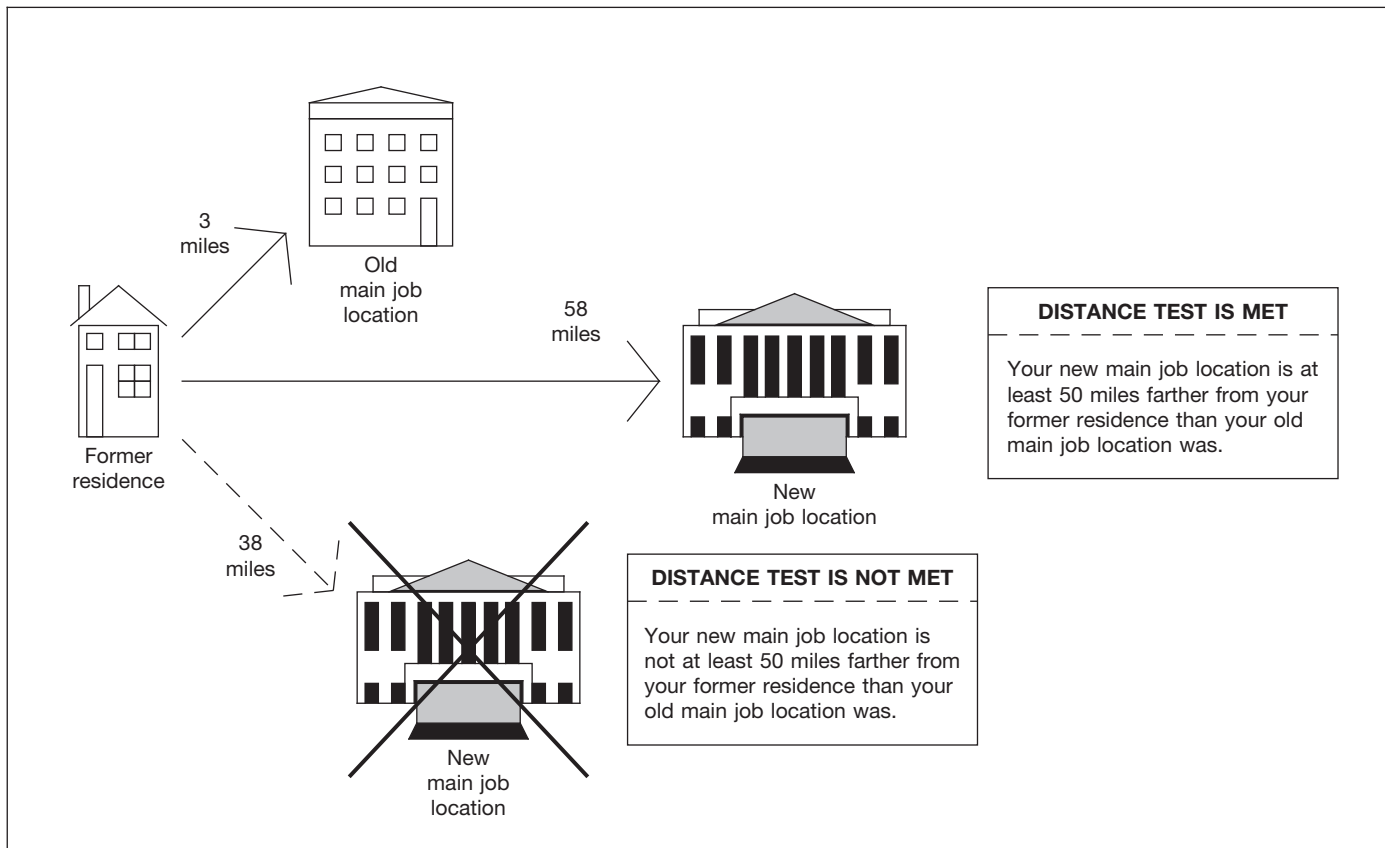 3
miles
Old
main job
location
58
miles
DISTANCE TEST IS MET
Your new main job location is at
least 50 miles farther from your
former residence than your old
main job location was.
Former
residence
New
main job location
38
miles
DISTANCE TEST IS NOT MET
Your new main job location is
not at least 50 miles farther from
your former residence than your
old main job location was.
New
main job
location